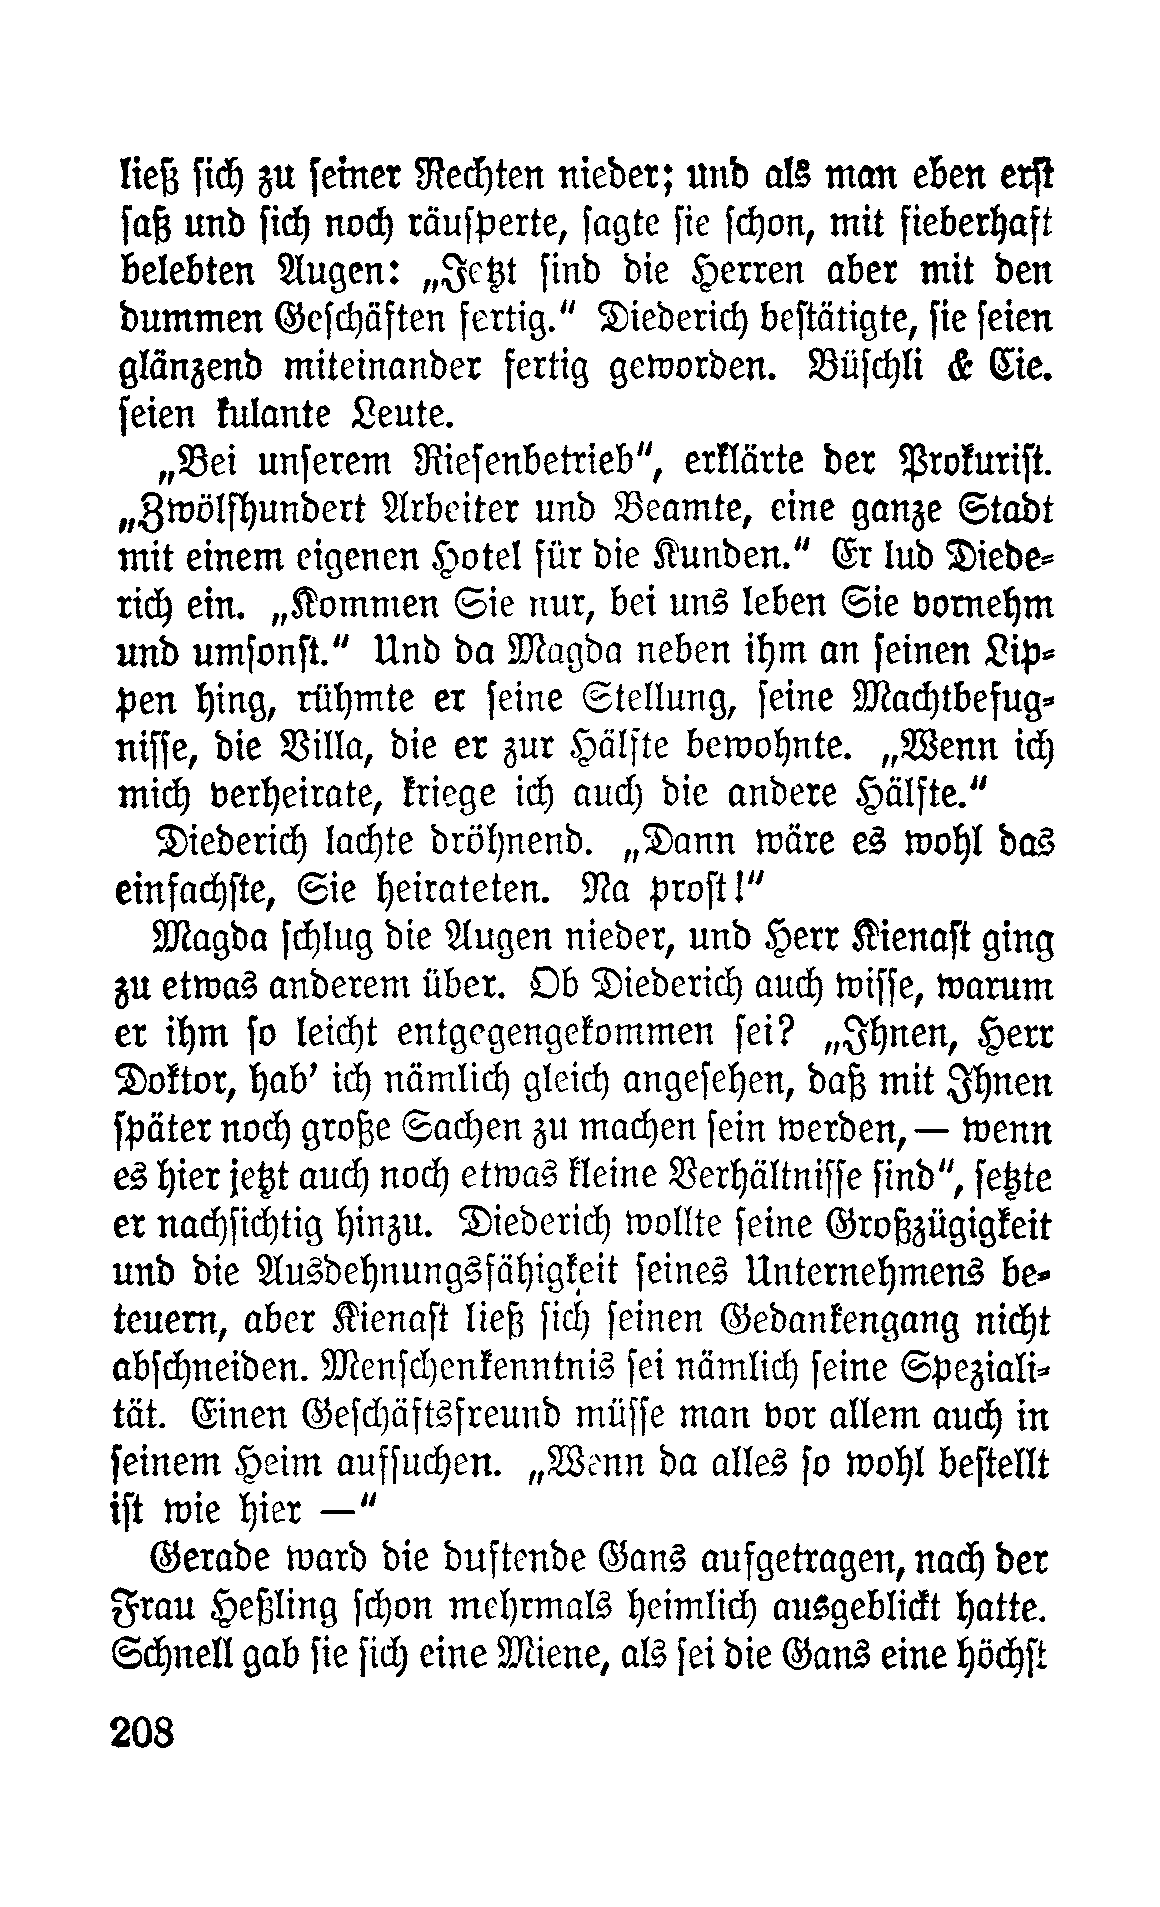 ließ sich zu seiner Rechten nieder; und als man eben erst
saß und sich noch räusperte, sagte sie schon, mit fieberhaft
belebten Augen: „Jetzt sind die Herren aber mit den
dummen Geschäften fertig.“ Diederich bestätigte, sie seien
glänzend miteinander fertig geworden. Büschli & Cie.
seien kulante Leute.
„Bei unserem Riesenbetrieb“, erklärte der Prokurist.
„Zwölfhundert Arbeiter und Beamte, eine ganze Stadt
mit einem eigenen Hotel für die Kunden.“ Er lud Diede-
rich ein. „Kommen Sie nur, bei uns leben Sie vornehm
und umsonst.“ Und da Magda neben ihm an seinen Lip-
pen hing, rühmte er seine Stellung, seine Machtbefug-
nisse, die Villa, die er zur Hälfte bewohnte. „Wenn ich
mich verheirate, kriege ich auch die andere Hälfte.“
Diederich lachte dröhnend. „Dann wäre es wohl das
einfachste, Sie heirateten. Na prost!“
Magda schlug die Augen nieder, und Herr Kienast ging
zu etwas anderem über. Ob Diederich auch wisse, warum
er ihm so leicht entgegengekommen sei? „Ihnen, Herr
Doktor, hab’ ich nämlich gleich angesehen, daß mit Ihnen
später noch große Sachen zu machen sein werden, — wenn
es hier jetzt auch noch etwas kleine Verhältnisse sind“, setzte
er nachsichtig hinzu. Diederich wollte seine Großzügigkeit
und die Ausdehnungsfähigkeit seines Unternehmens be-
teuern, aber Kienast ließ sich seinen Gedankengang nicht
abschneiden. Menschenkenntnis sei nämlich seine Speziali-
tät. Einen Geschäftsfreund müsse man vor allem auch in
seinem Heim aufsuchen. „Wenn da alles so wohl bestellt
ist wie hier —“
Gerade ward die duftende Gans aufgetragen, nach der
Frau Heßling schon mehrmals heimlich ausgeblickt hatte.
Schnell gab sie sich eine Miene, als sei die Gans eine höchst
208